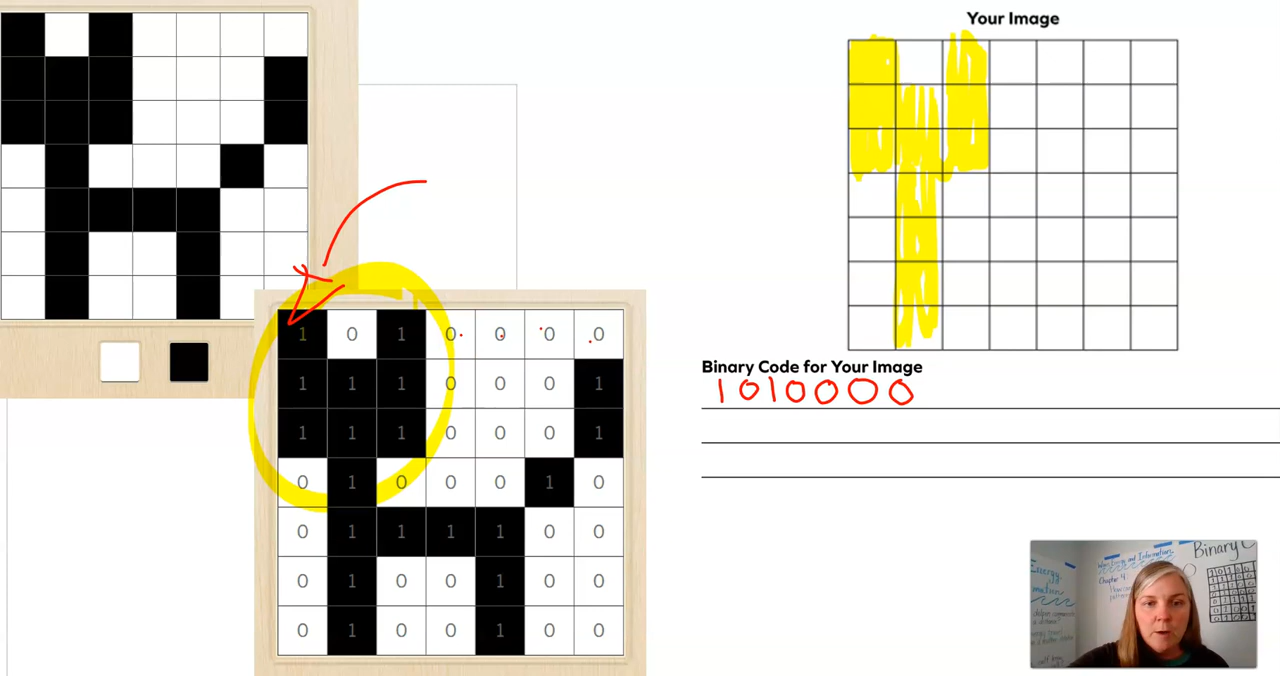 Your Image
1 0 1 0 0 0 0
1 1 1 0 0 0 1
1 1 1 0 0 0 1
0 1 0 0 0 1 0
0 1 1 1 1 0 0
0 1 0 0 1 0 0
0 1 0 0 1 0 0
Binary Code for Your Image
1010000
Binary
Chapter 4